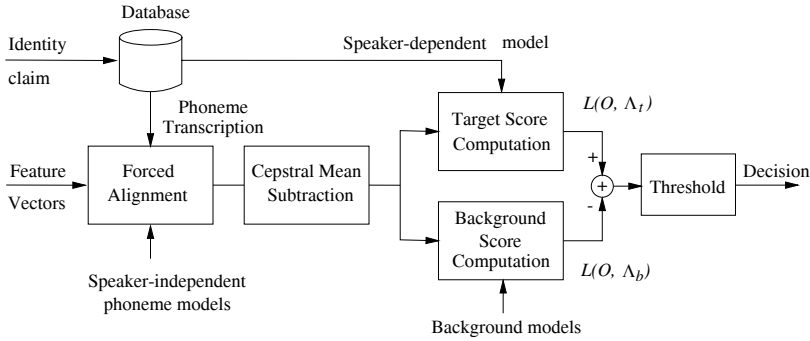 Database
Identity
claim
Speaker-dependent model
Phoneme
Transcription
L(O, Λt)
Target Score
Computation
Feature
Vectors
Forced
Alignment
Cepstral Mean
Subtraction
+
+
-
Threshold
Decision
Background
Score
Computation
L(O, Λb)
Speaker-independent
phoneme models
Background models